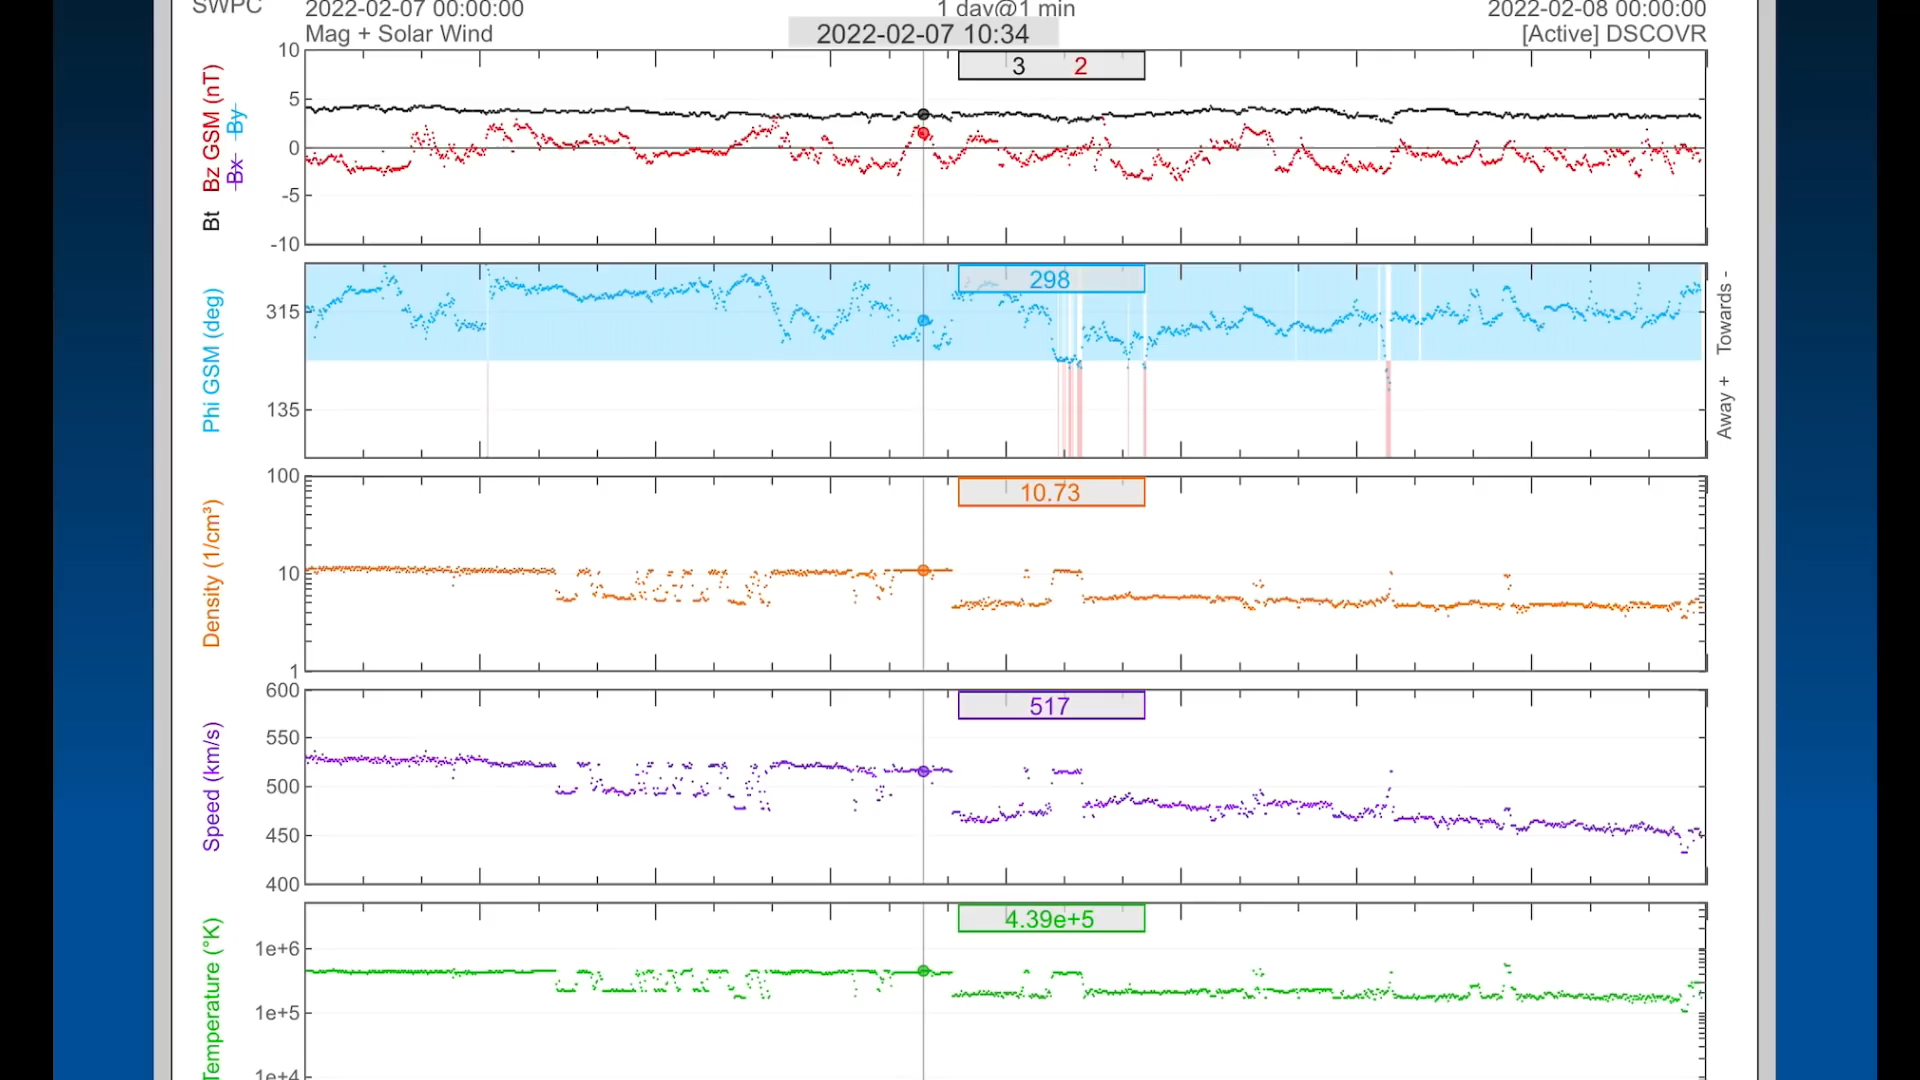 SWPC
2022-02-07 00:00:00
1 day@1 min
2022-02-08 00:00:00
Mag + Solar Wind
2022-02-07 10:34
[Active] DSCOVR
Bt Bz GSM (nT)
Bx By
10
5
0
-5
-10
3 2
Phi GSM (deg)
315
135
298
Away + Towards -
Density (1/cm³)
100
10
1
10.73
Speed (km/s)
600
550
500
450
400
517
Temperature (°K)
1e+6
1e+5
1e+4
4.39e+5